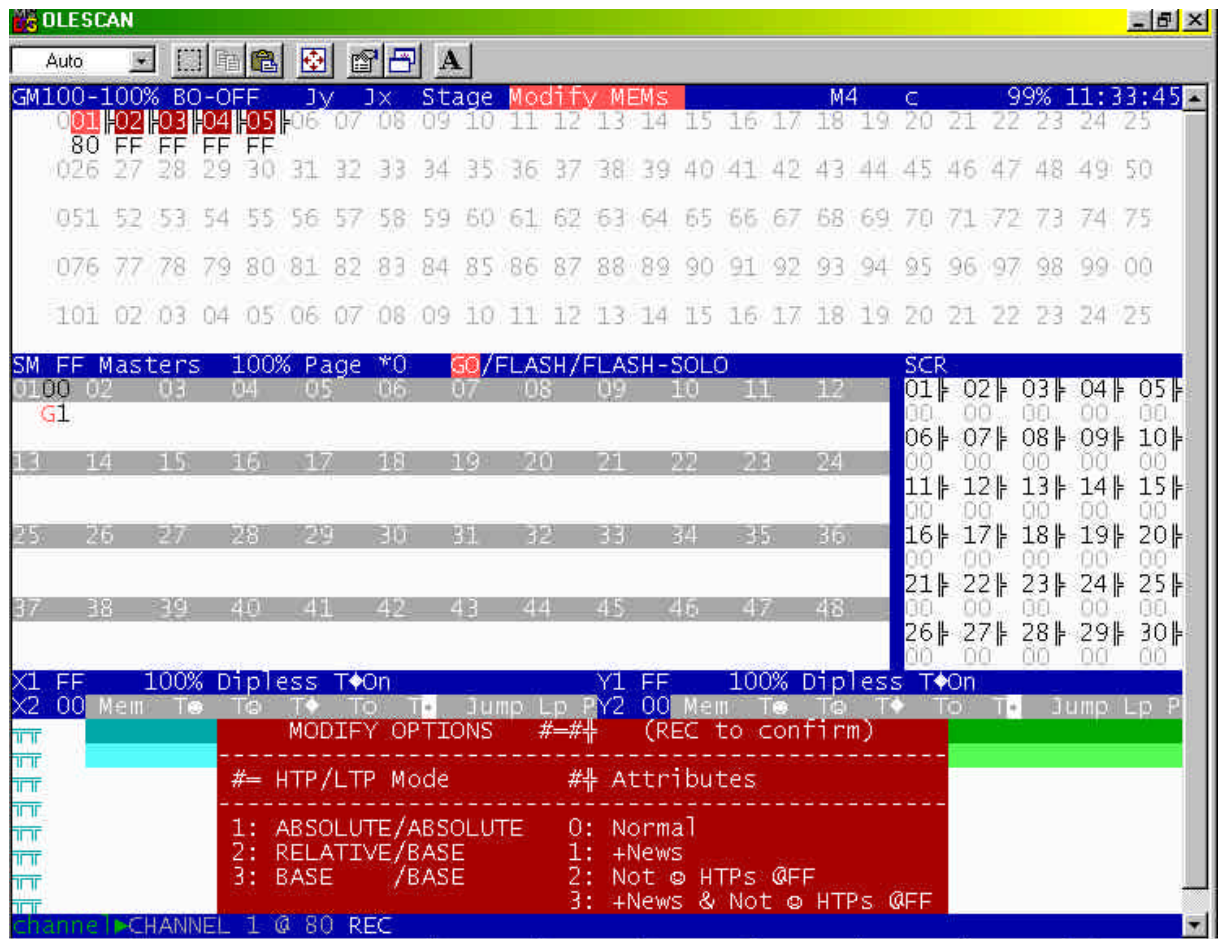 OLESCAN
Auto A
GM100-100% BO-OFF Jy Jx Stage Modify MEMs M4 c 99% 11:33:45
001 02 03 04 05 06 07 08 09 10 11 12 13 14 15 16 17 18 19 20 21 22 23 24 25
80 FF FF FF FF
026 27 28 29 30 31 32 33 34 35 36 37 38 39 40 41 42 43 44 45 46 47 48 49 50
051 52 53 54 55 56 57 58 59 60 61 62 63 64 65 66 67 68 69 70 71 72 73 74 75
076 77 78 79 80 81 82 83 84 85 86 87 88 89 90 91 92 93 94 95 96 97 98 99 00
101 02 03 04 05 06 07 08 09 10 11 12 13 14 15 16 17 18 19 20 21 22 23 24 25
SM FF Masters 100% Page *0 GO/FLASH/FLASH-SOLO
0100 02 03 04 05 06 07 08 09 10 11 12
G1
13 14 15 16 17 18 19 20 21 22 23 24
25 26 27 28 29 30 31 32 33 34 35 36
37 38 39 40 41 42 43 44 45 46 47 48
SCR
01╠ 02╠ 03╠ 04╠ 05╠
00 00 00 00 00
06╠ 07╠ 08╠ 09╠ 10╠
00 00 00 00 00
11╠ 12╠ 13╠ 14╠ 15╠
00 00 00 00 00
16╠ 17╠ 18╠ 19╠ 20╠
00 00 00 00 00
21╠ 22╠ 23╠ 24╠ 25╠
00 00 00 00 00
26╠ 27╠ 28╠ 29╠ 30╠
00 00 00 00 00
X1 FF 100% Dipless T♦On Y1 FF 100% Dipless T♦On
X2 00 Mem T☻ T☺ T♦ To T◘ Jump Lp P Y2 00 Mem T☻ T☺ T♦ To T◘ Jump Lp P
MODIFY OPTIONS #═#╬ (REC to confirm)
#═ HTP/LTP Mode #╬ Attributes
1: ABSOLUTE/ABSOLUTE 0: Normal
2: RELATIVE/BASE 1: +News
3: BASE /BASE 2: Not ☺ HTPs @FF
3: +News & Not ☺ HTPs @FF
channel►CHANNEL 1 @ 80 REC